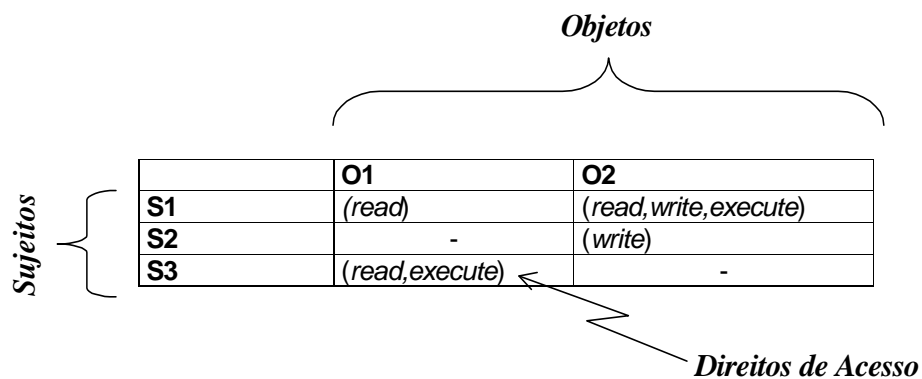 Objetos
Sujeitos
O1 O2
S1 (read) (read,write,execute)
S2 - (write)
S3 (read,execute) -
Direitos de Acesso